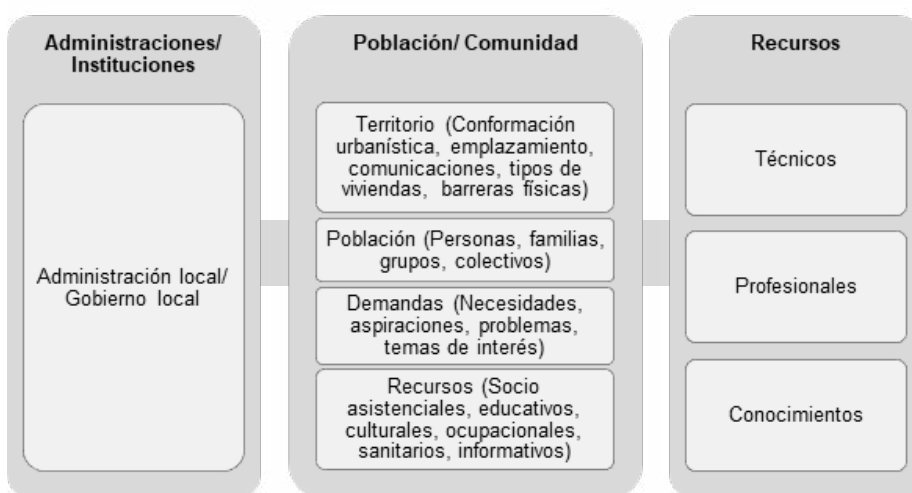 Administraciones/
Instituciones
Administración local/
Gobierno local
Población/ Comunidad
Territorio (Conformación
urbanística, emplazamiento,
comunicaciones, tipos de
viviendas, barreras físicas)
Población (Personas, familias,
grupos, colectivos)
Demandas (Necesidades,
aspiraciones, problemas,
temas de interés)
Recursos (Socio
asistenciales, educativos,
culturales, ocupacionales,
sanitarios, informativos)
Recursos
Técnicos
Profesionales
Conocimientos